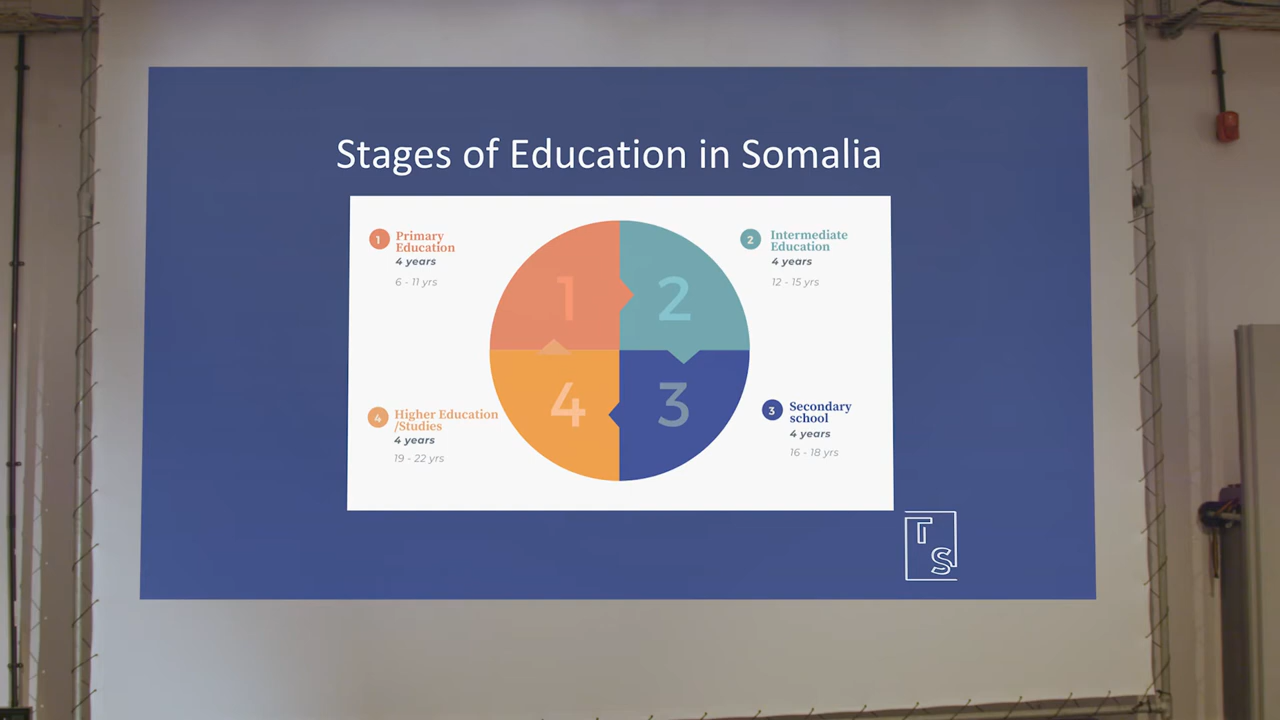 Stages of Education in Somalia
1
Primary
Education
4 years
6 - 11 yrs
2
Intermediate
Education
4 years
12 - 15 yrs
1
2
4
3
4
Higher Education
/Studies
4 years
19 - 22 yrs
3
Secondary
school
4 years
16 - 18 yrs
T
S